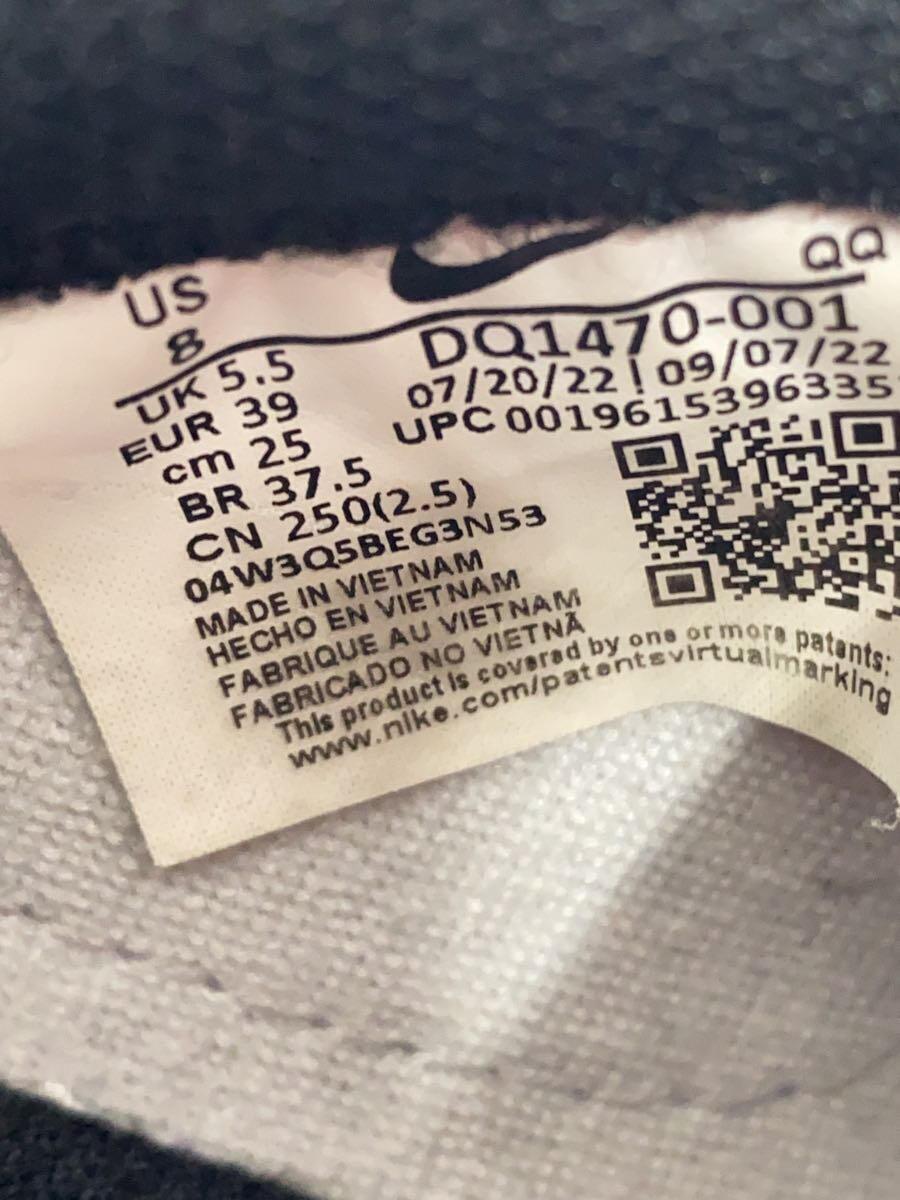 US
8
UK 5.5
EUR 39
cm 25
BR 37.5
CN 250(2.5)
04W3Q5BEG3N53
MADE IN VIETNAM
HECHO EN VIETNAM
FABRIQUE AU VIETNAM
FABRICADO NO VIETNÃ
This product is covered by one or more patents:
www.nike.com/patentsvirtualmarking
QQ
DQ1470-001
07/20/22 ! 09/07/22
UPC 00196153963351